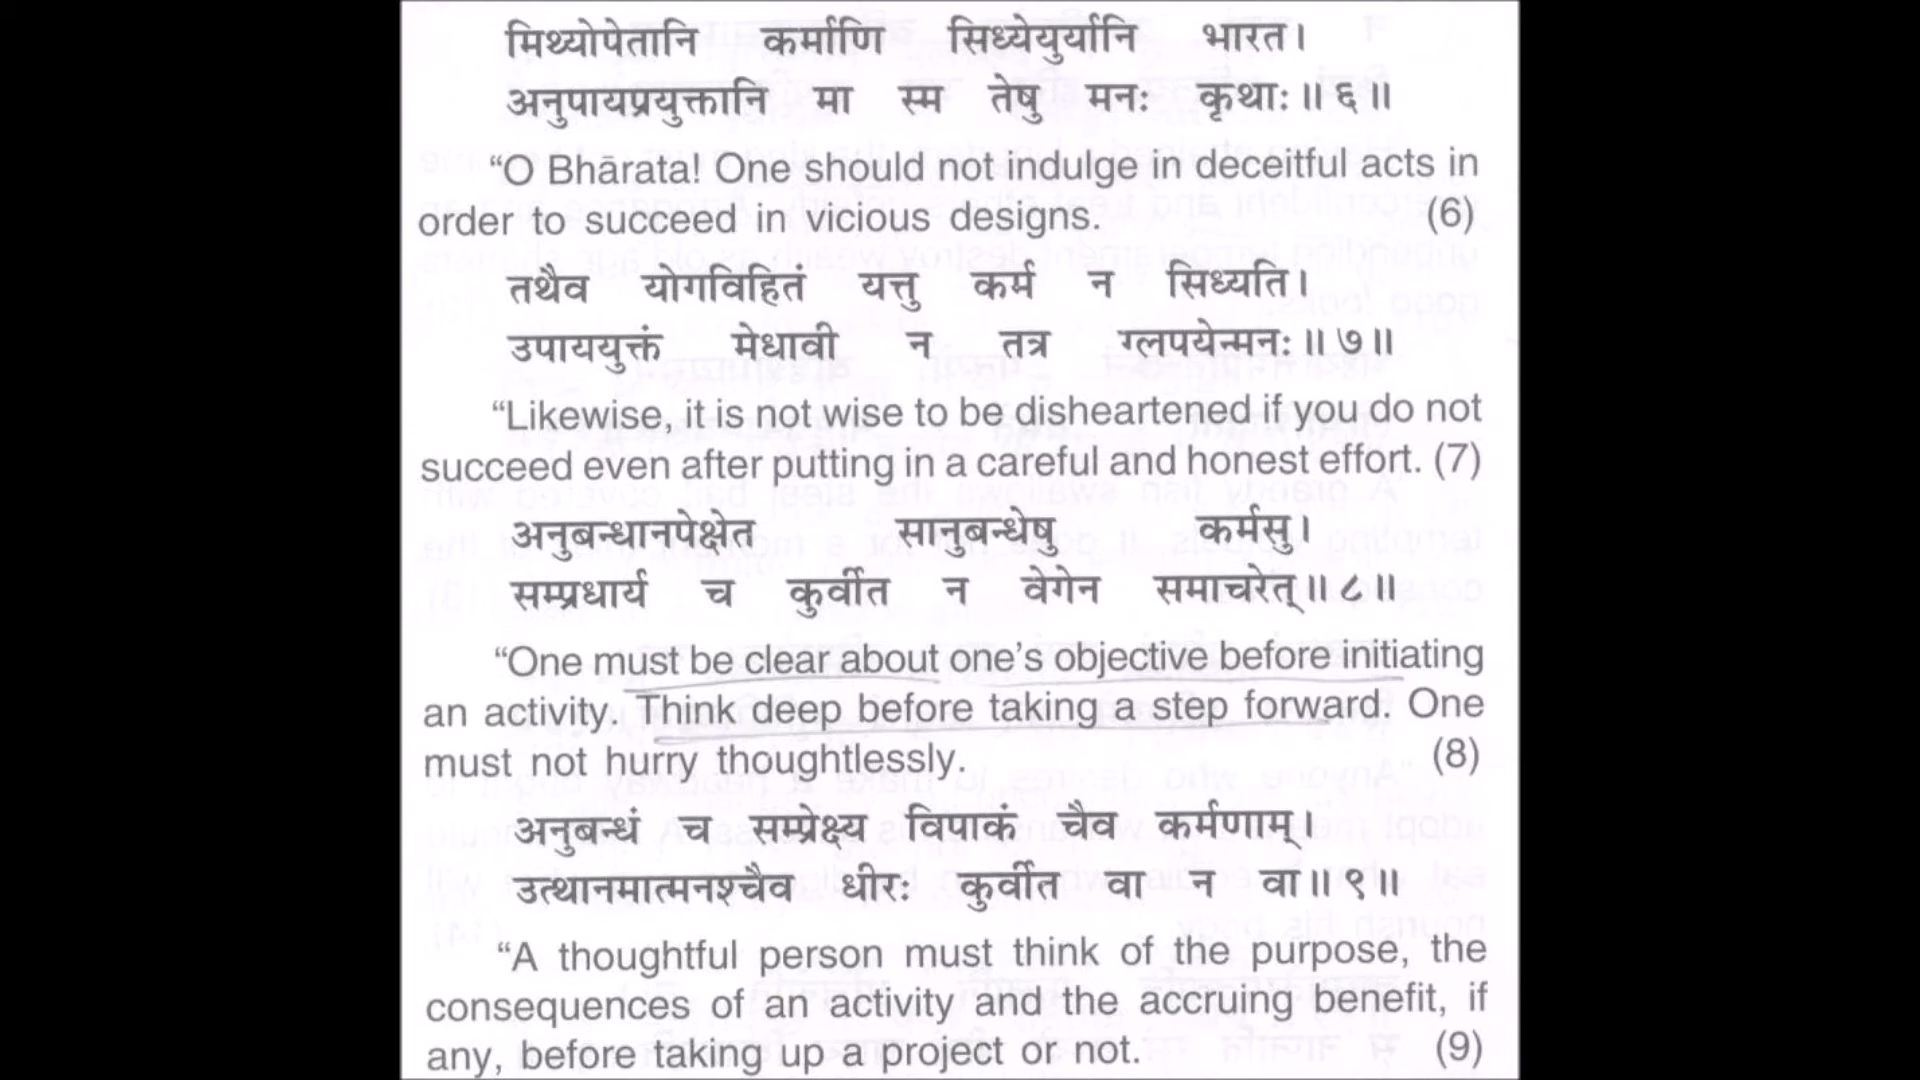 मिथ्योपेतानि कर्माणि सिध्येयुर्यानि भारत।
अनुपायप्रयुक्तानि मा स्म तेषु मनः कृथाः॥ ६॥
“O Bhārata! One should not indulge in deceitful acts in
order to succeed in vicious designs. (6)
तथैव योगविहितं यत्तु कर्म न सिध्यति।
उपाययुक्तं मेधावी न तत्र ग्लपयेन्मनः॥ ७॥
“Likewise, it is not wise to be disheartened if you do not
succeed even after putting in a careful and honest effort. (7)
अनुबन्धानपेक्षेत सानुबन्धेषु कर्मसु।
सम्प्रधार्य च कुर्वीत न वेगेन समाचरेत्॥ ८॥
“One must be clear about one’s objective before initiating
an activity. Think deep before taking a step forward. One
must not hurry thoughtlessly. (8)
अनुबन्धं च सम्प्रेक्ष्य विपाकं चैव कर्मणाम्।
उत्थानमात्मनश्चैव धीरः कुर्वीत वा न वा॥ ९॥
“A thoughtful person must think of the purpose, the
consequences of an activity and the accruing benefit, if
any, before taking up a project or not. (9)